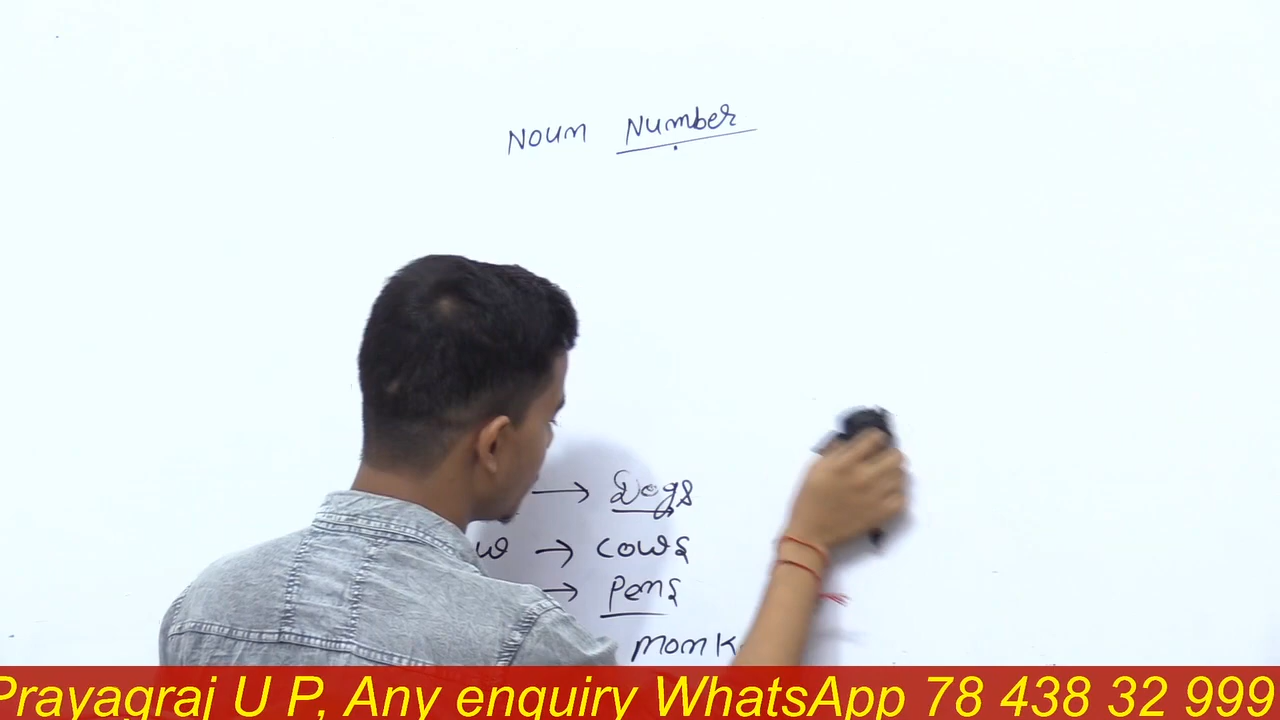 Noun Number
→ Dogs
w → cows
→ Pens
monk
Prayagraj U P, Any enquiry WhatsApp 78 438 32 999